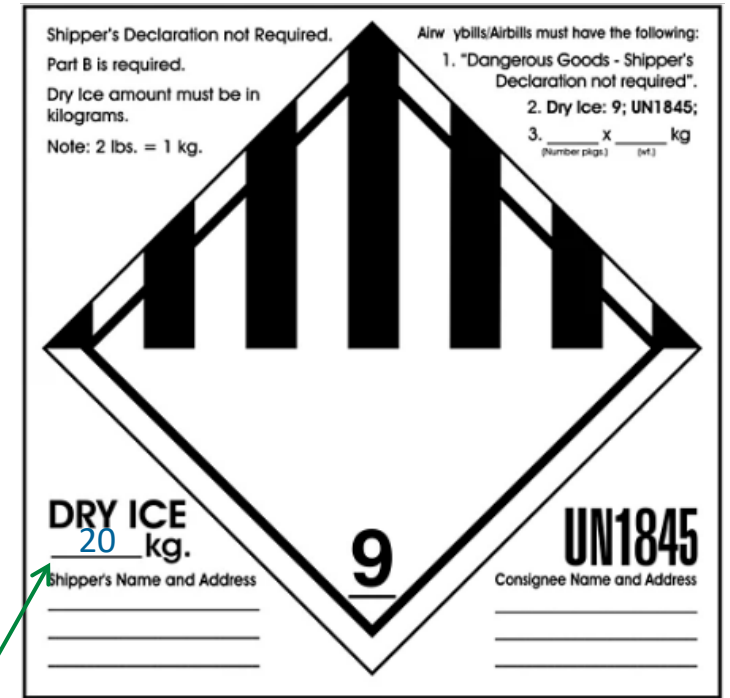 Shipper's Declaration not Required.
Part B is required.
Dry Ice amount must be in
kilograms.
Note: 2 lbs. = 1 kg.
Airw ybills/Airbills must have the following:
1. "Dangerous Goods - Shipper's
Declaration not required".
2. Dry Ice: 9; UN1845;
3. ______ x ______ kg
(Number pkgs.) (wt.)
DRY ICE
20 kg.
Shipper's Name and Address
9
UN1845
Consignee Name and Address